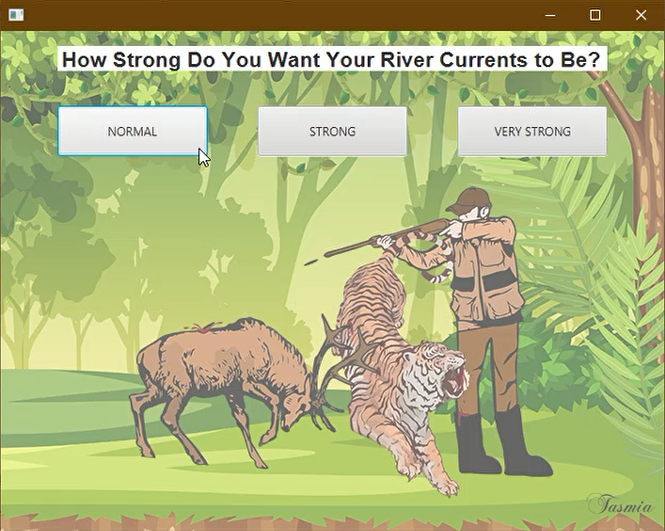 How Strong Do You Want Your River Currents to Be?
NORMAL
STRONG
VERY STRONG
Tasmia